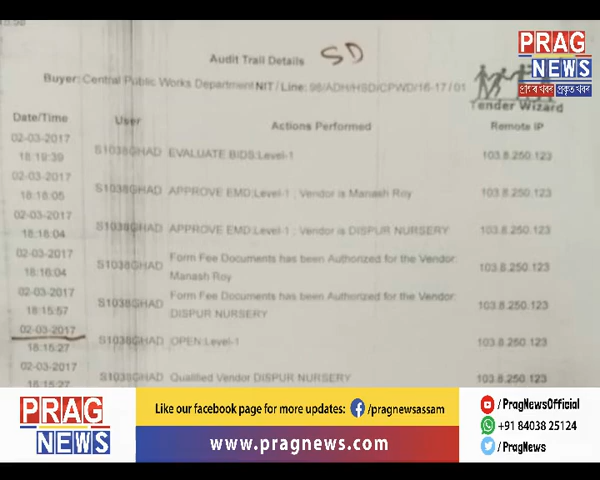 Audit Trail Details SD
Buyer: Central Public Works Department NIT / Line: 98/ADH/HSD/CPWD/16-17/01
Tender Wizard
Date/Time User Actions Performed Remote IP
02-03-2017
18:19:39 S1038GHAD EVALUATE BIDS:Level-1 103.8.250.123
02-03-2017
18:18:05 S1038GHAD APPROVE EMD:Level-1 ; Vendor is Manash Roy 103.8.250.123
02-03-2017
18:16:04 S1038GHAD APPROVE EMD:Level-1 ; Vendor is DISPUR NURSERY 103.8.250.123
02-03-2017
18:16:04 S1038GHAD Form Fee Documents has been Authorized for the Vendor: Manash Roy 103.8.250.123
02-03-2017
18:15:57 S1038GHAD Form Fee Documents has been Authorized for the Vendor: DISPUR NURSERY 103.8.250.123
02-03-2017
18:15:27 S1038GHAD OPEN:Level-1 103.8.250.123
02-03-2017
18:15:27 S1038GHAD Qualified Vendor DISPUR NURSERY 103.8.250.123
PRAG
NEWS
প্ৰাণৰ খবৰ প্ৰকৃত খবৰ
PRAG
NEWS
Like our facebook page for more updates: f/pragnewsassam
www.pragnews.com
/PragNewsOfficial
+91 84038 25124
/PragNews